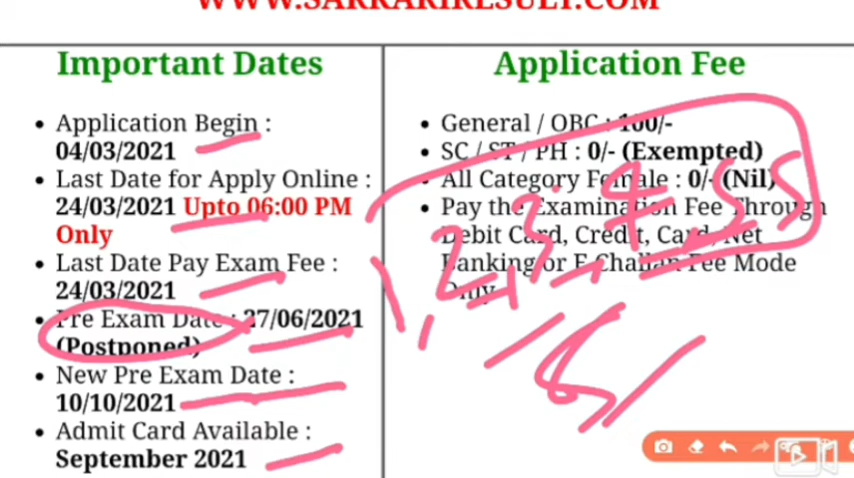 WWW.SARKARIRESULT.COM
Important Dates
• Application Begin :
04/03/2021
• Last Date for Apply Online :
24/03/2021 Upto 06:00 PM
Only
• Last Date Pay Exam Fee :
24/03/2021
• Pre Exam Date : 27/06/2021
(Postponed)
• New Pre Exam Date :
10/10/2021
• Admit Card Available :
September 2021
Application Fee
• General / OBC : 100/-
• SC / ST / PH : 0/- (Exempted)
• All Category Female : 0/- (Nil)
• Pay the Examination Fee Through
Debit Card, Credit, Card, Net
Banking or E Challan Fee Mode
Only